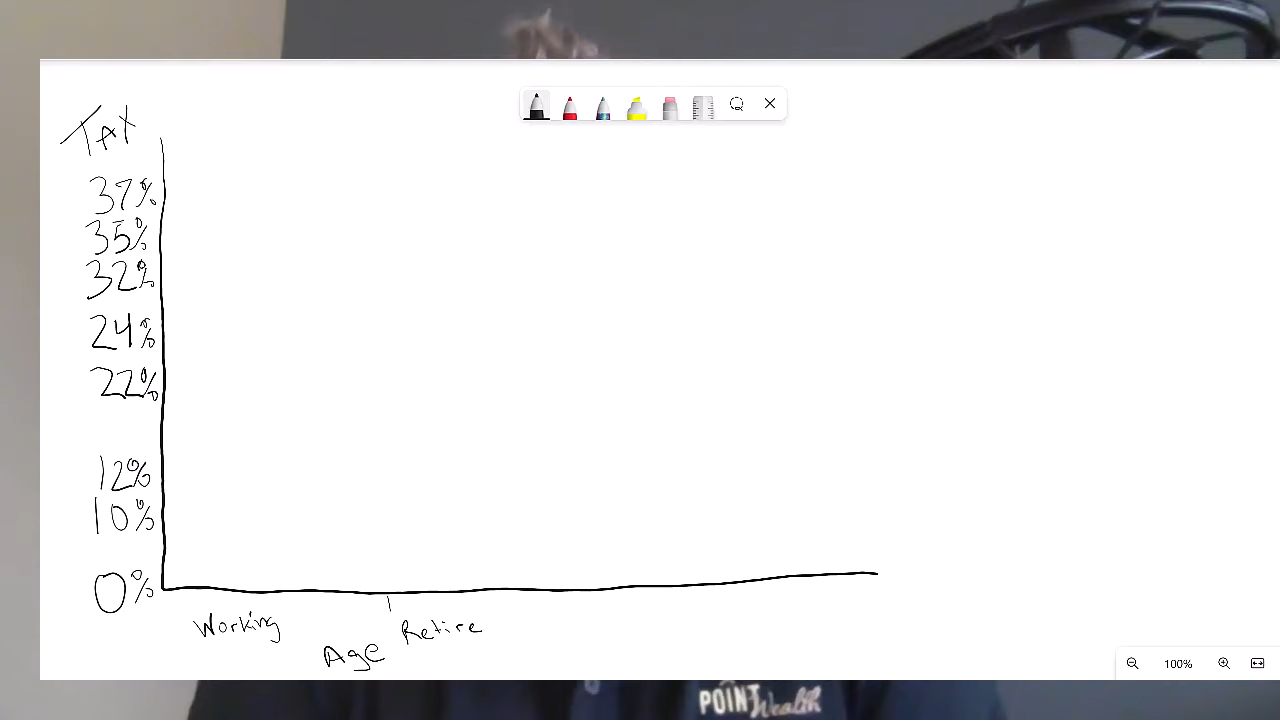 TAX
37%
35%
32%
24%
22%
12%
10%
0%
Working
Retire
Age
100%
POINT Wealth